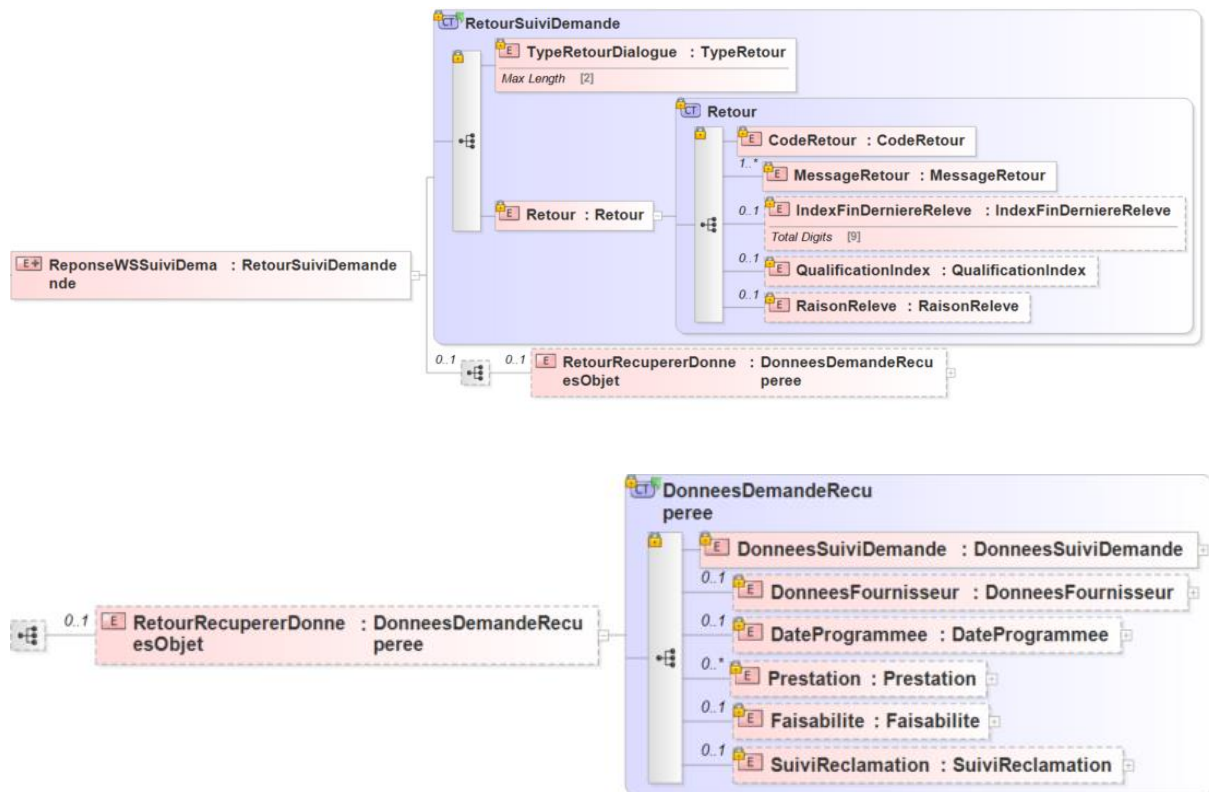 CT RetourSuiviDemande
E TypeRetourDialogue : TypeRetour
Max Length [2]
CT Retour
E CodeRetour : CodeRetour
1..* E MessageRetour : MessageRetour
0..1 E IndexFinDerniereReleve : IndexFinDerniereReleve
Total Digits [9]
E Retour : Retour
0..1 E QualificationIndex : QualificationIndex
0..1 E RaisonReleve : RaisonReleve
E+ ReponseWSSuiviDema : RetourSuiviDemande
nde
0..1 0..1 E RetourRecupererDonne : DonneesDemandeRecu
esObjet peree
CT DonneesDemandeRecu
peree
E DonneesSuiviDemande : DonneesSuiviDemande
0..1 E DonneesFournisseur : DonneesFournisseur
0..1 E RetourRecupererDonne : DonneesDemandeRecu
esObjet peree
0..1 E DateProgrammee : DateProgrammee
0..* E Prestation : Prestation
0..1 E Faisabilite : Faisabilite
0..1 E SuiviReclamation : SuiviReclamation